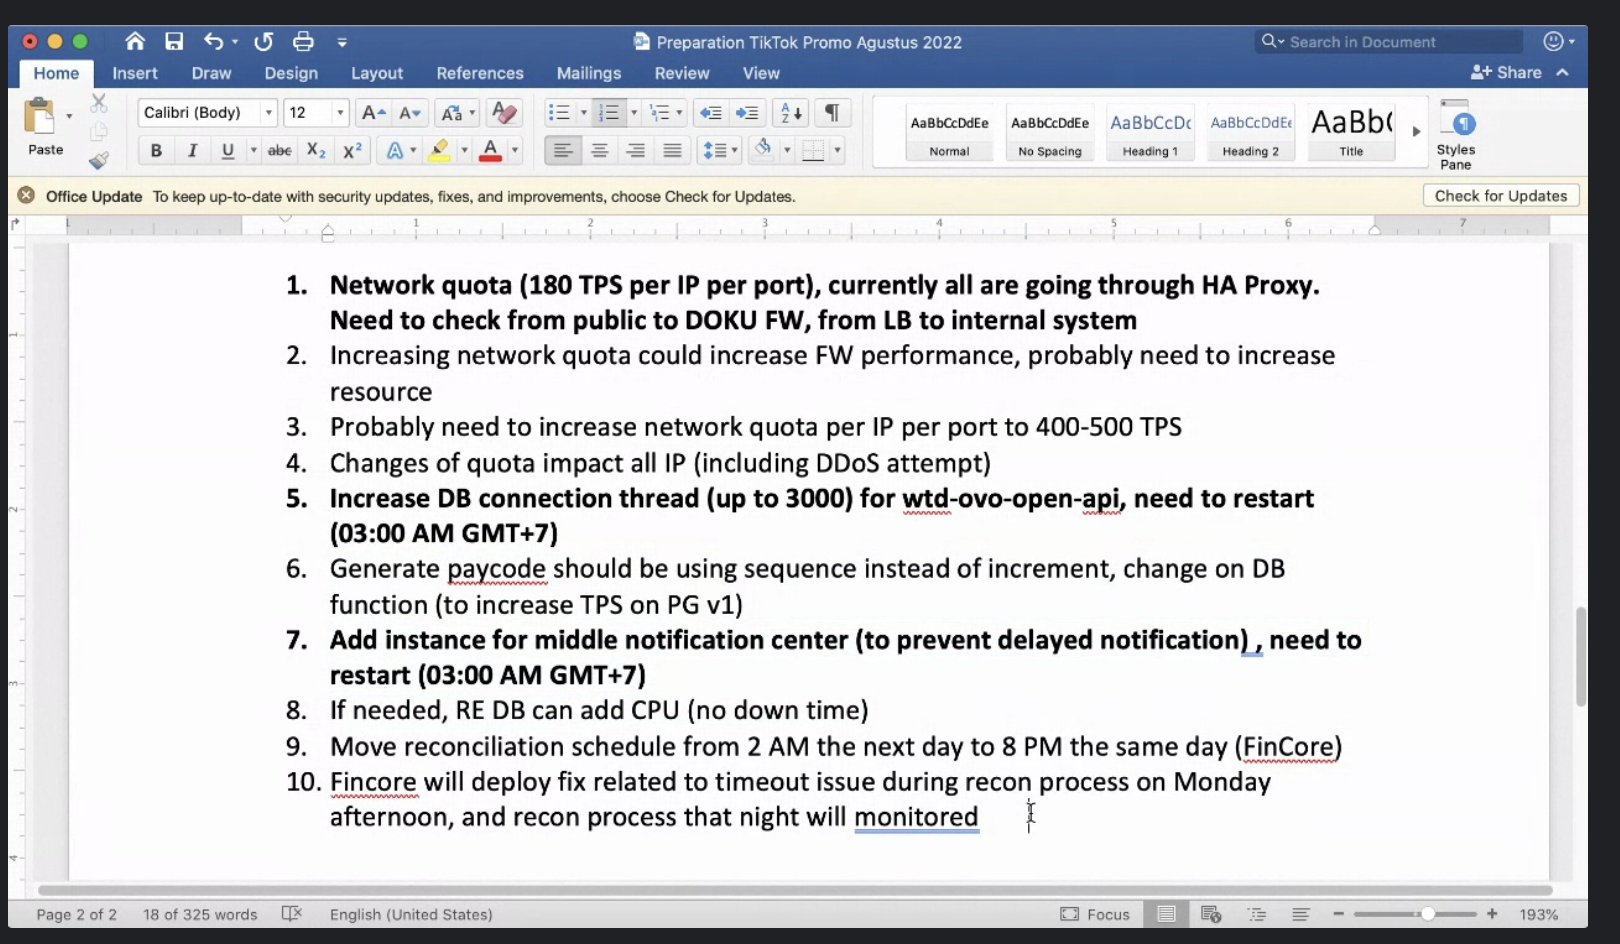 Preparation TikTok Promo Agustus 2022
Search in Document
Home Insert Draw Design Layout References Mailings Review View
Share
Calibri (Body) 12
Paste
AaBbCcDdEe AaBbCcDdEe AaBbCcDc AaBbCcDdEe AaBb(
Normal No Spacing Heading 1 Heading 2 Title
Styles
Pane
Office Update To keep up-to-date with security updates, fixes, and improvements, choose Check for Updates.
Check for Updates
1 2 3 4 5 6 7
1. Network quota (180 TPS per IP per port), currently all are going through HA Proxy.
Need to check from public to DOKU FW, from LB to internal system
2. Increasing network quota could increase FW performance, probably need to increase
resource
3. Probably need to increase network quota per IP per port to 400-500 TPS
4. Changes of quota impact all IP (including DDoS attempt)
5. Increase DB connection thread (up to 3000) for wtd-ovo-open-api, need to restart
(03:00 AM GMT+7)
6. Generate paycode should be using sequence instead of increment, change on DB
function (to increase TPS on PG v1)
7. Add instance for middle notification center (to prevent delayed notification) , need to
restart (03:00 AM GMT+7)
8. If needed, RE DB can add CPU (no down time)
9. Move reconciliation schedule from 2 AM the next day to 8 PM the same day (FinCore)
10. Fincore will deploy fix related to timeout issue during recon process on Monday
afternoon, and recon process that night will monitored
Page 2 of 2 18 of 325 words English (United States) Focus 193%